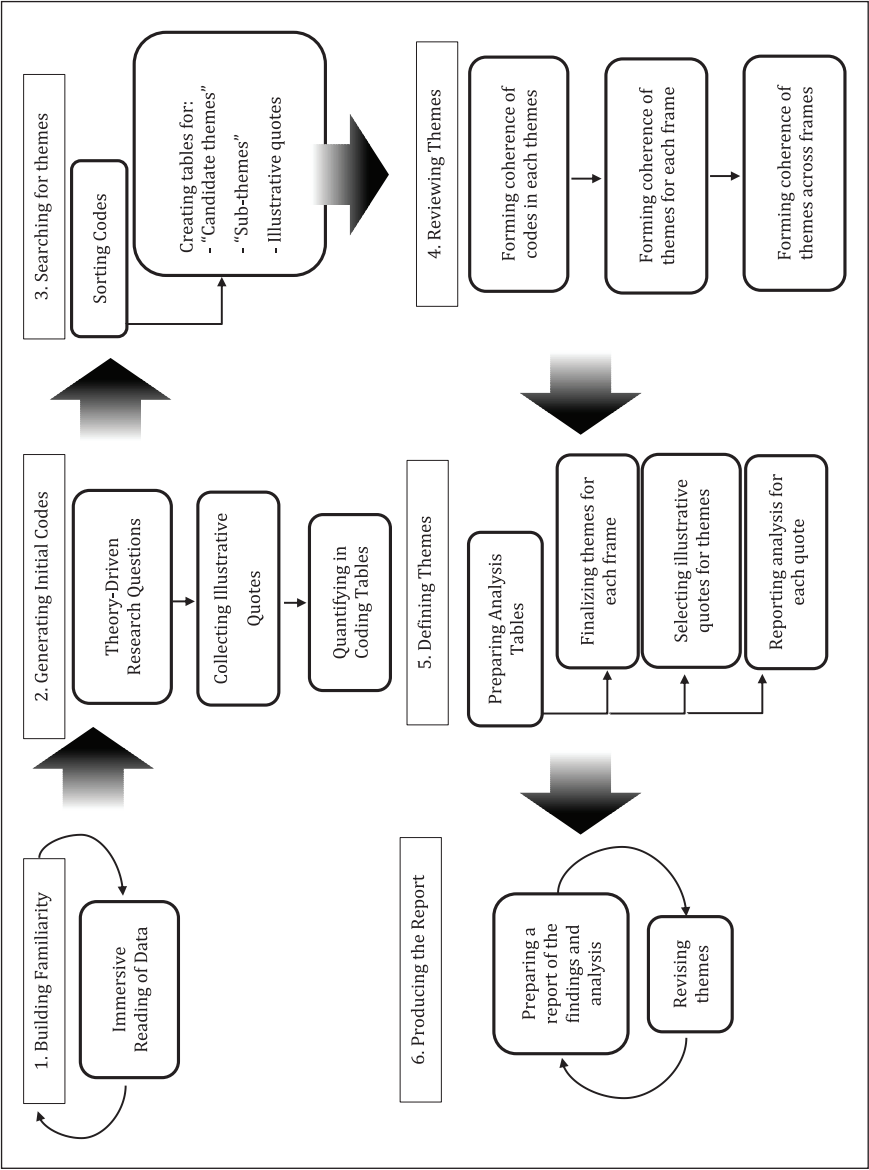 1. Building Familiarity
Immersive
Reading of Data
2. Generating Initial Codes
Theory-Driven
Research Questions
Collecting Illustrative
Quotes
Quantifying in
Coding Tables
3. Searching for themes
Sorting Codes
Creating tables for:
- “Candidate themes”
- “Sub-themes”
- Illustrative quotes
4. Reviewing Themes
Forming coherence of
codes in each themes
Forming coherence of
themes for each frame
Forming coherence of
themes across frames
5. Defining Themes
Preparing Analysis
Tables
Finalizing themes for
each frame
Selecting illustrative
quotes for themes
Reporting analysis for
each quote
6. Producing the Report
Preparing a
report of the
findings and
analysis
Revising
themes